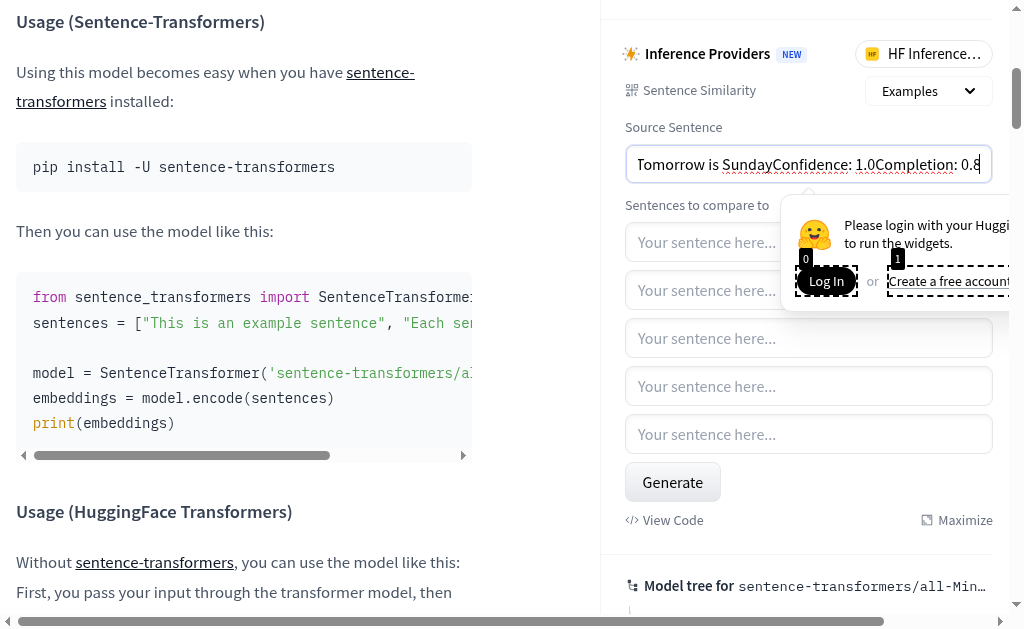 Usage (Sentence-Transformers)
Using this model becomes easy when you have sentence-
transformers installed:
pip install -U sentence-transformers
Then you can use the model like this:
from sentence_transformers import SentenceTransformer
sentences = ["This is an example sentence", "Each sen
model = SentenceTransformer('sentence-transformers/al
embeddings = model.encode(sentences)
print(embeddings)
Usage (HuggingFace Transformers)
Without sentence-transformers, you can use the model like this:
First, you pass your input through the transformer model, then
Inference Providers NEW
HF HF Inference…
Sentence Similarity
Examples
Source Sentence
Tomorrow is SundayConfidence: 1.0Completion: 0.8
Sentences to compare to
Please login with your Huggi
to run the widgets.
0
1
Log In or Create a free account
Your sentence here...
Your sentence here...
Your sentence here...
Your sentence here...
Your sentence here...
Generate
View Code
Maximize
Model tree for sentence-transformers/all-Min…